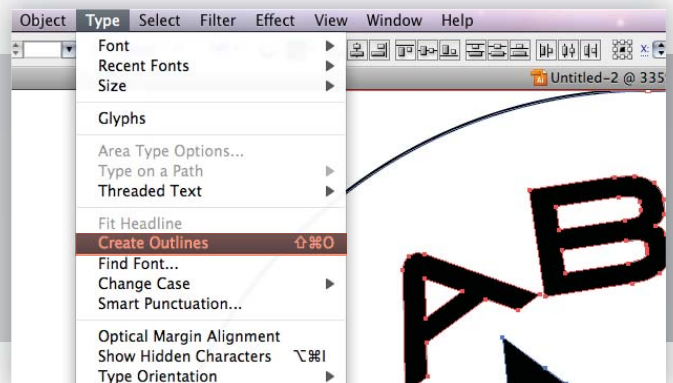 Object Type Select Filter Effect View Window Help
x:
Untitled-2 @ 335
Font
Recent Fonts
Size
Glyphs
Area Type Options...
Type on a Path
Threaded Text
Fit Headline
Create Outlines ⇧⌘O
Find Font...
Change Case
Smart Punctuation...
Optical Margin Alignment
Show Hidden Characters ⌥⌘I
Type Orientation
A B